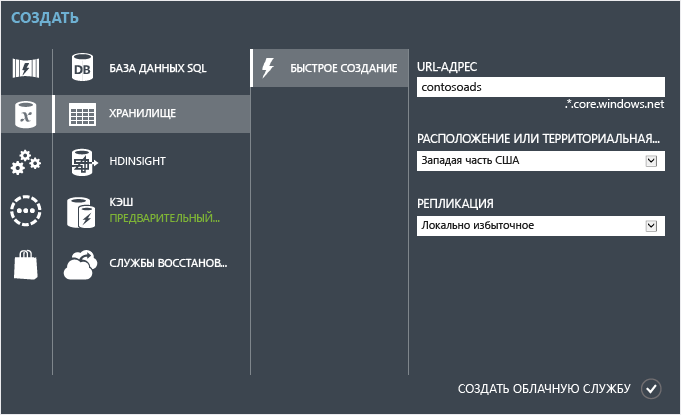 СОЗДАТЬ
БАЗА ДАННЫХ SQL
ХРАНИЛИЩЕ
HDINSIGHT
КЭШ
ПРЕДВАРИТЕЛЬНЫЙ...
СЛУЖБЫ ВОССТАНОВ...
БЫСТРОЕ СОЗДАНИЕ
URL-АДРЕС
contosoads
.*.core.windows.net
РАСПОЛОЖЕНИЕ ИЛИ ТЕРРИТОРИАЛЬНАЯ...
Западая часть США
РЕПЛИКАЦИЯ
Локально избыточное
СОЗДАТЬ ОБЛАЧНУЮ СЛУЖБУ
DB
x